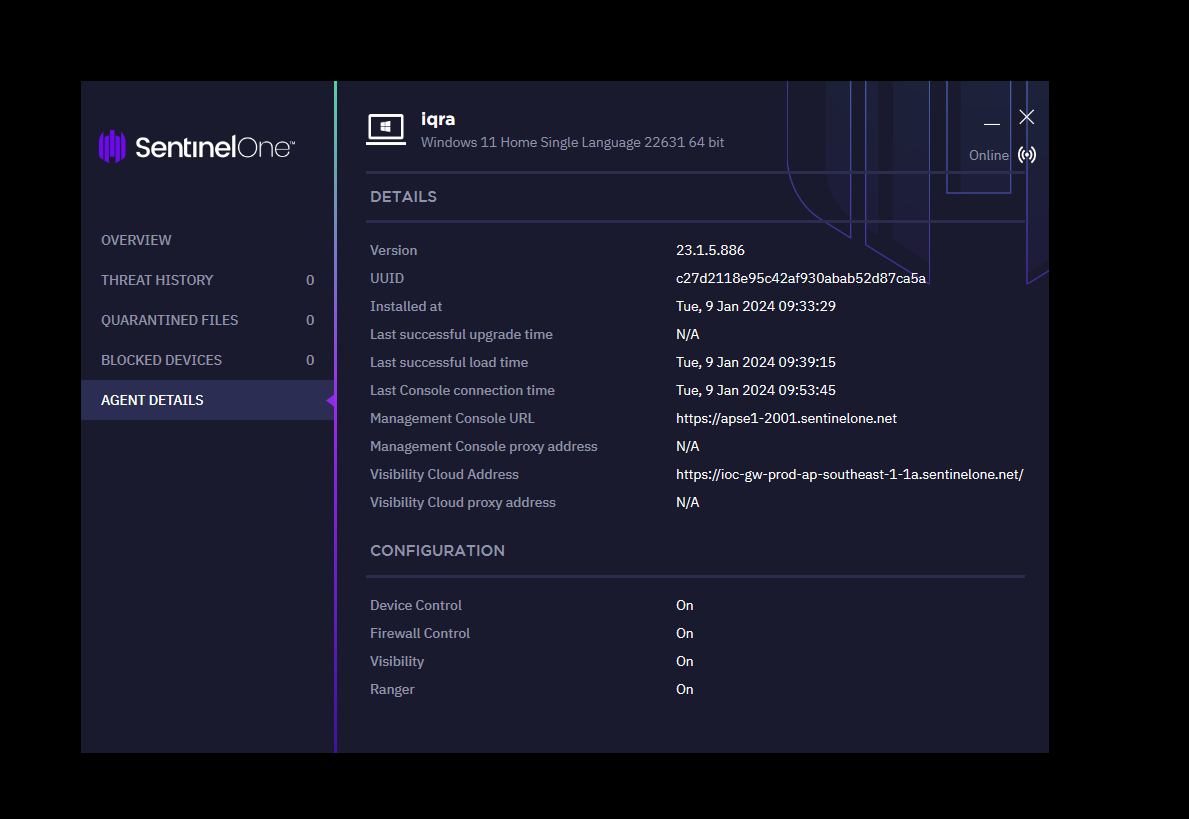 SentinelOne™
OVERVIEW
THREAT HISTORY 0
QUARANTINED FILES 0
BLOCKED DEVICES 0
AGENT DETAILS
iqra
Windows 11 Home Single Language 22631 64 bit
Online
DETAILS
Version 23.1.5.886
UUID c27d2118e95c42af930abab52d87ca5a
Installed at Tue, 9 Jan 2024 09:33:29
Last successful upgrade time N/A
Last successful load time Tue, 9 Jan 2024 09:39:15
Last Console connection time Tue, 9 Jan 2024 09:53:45
Management Console URL https://apse1-2001.sentinelone.net
Management Console proxy address N/A
Visibility Cloud Address https://ioc-gw-prod-ap-southeast-1-1a.sentinelone.net/
Visibility Cloud proxy address N/A
CONFIGURATION
Device Control On
Firewall Control On
Visibility On
Ranger On